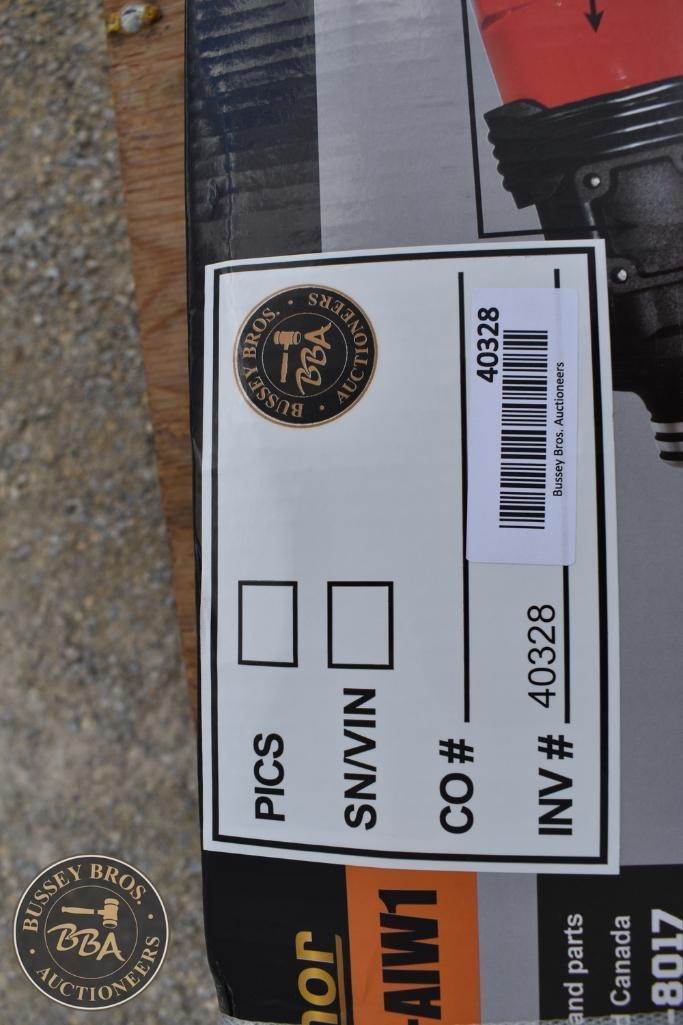 BUSSEY BROS. AUCTIONEERS
BBA
PICS
SN/VIN
CO #
INV # 40328
40328
Bussey Bros. Auctioneers
nor
-AIW1
and parts
Canada
-8017
BUSSEY BROS.
BBA
AUCTIONEERS